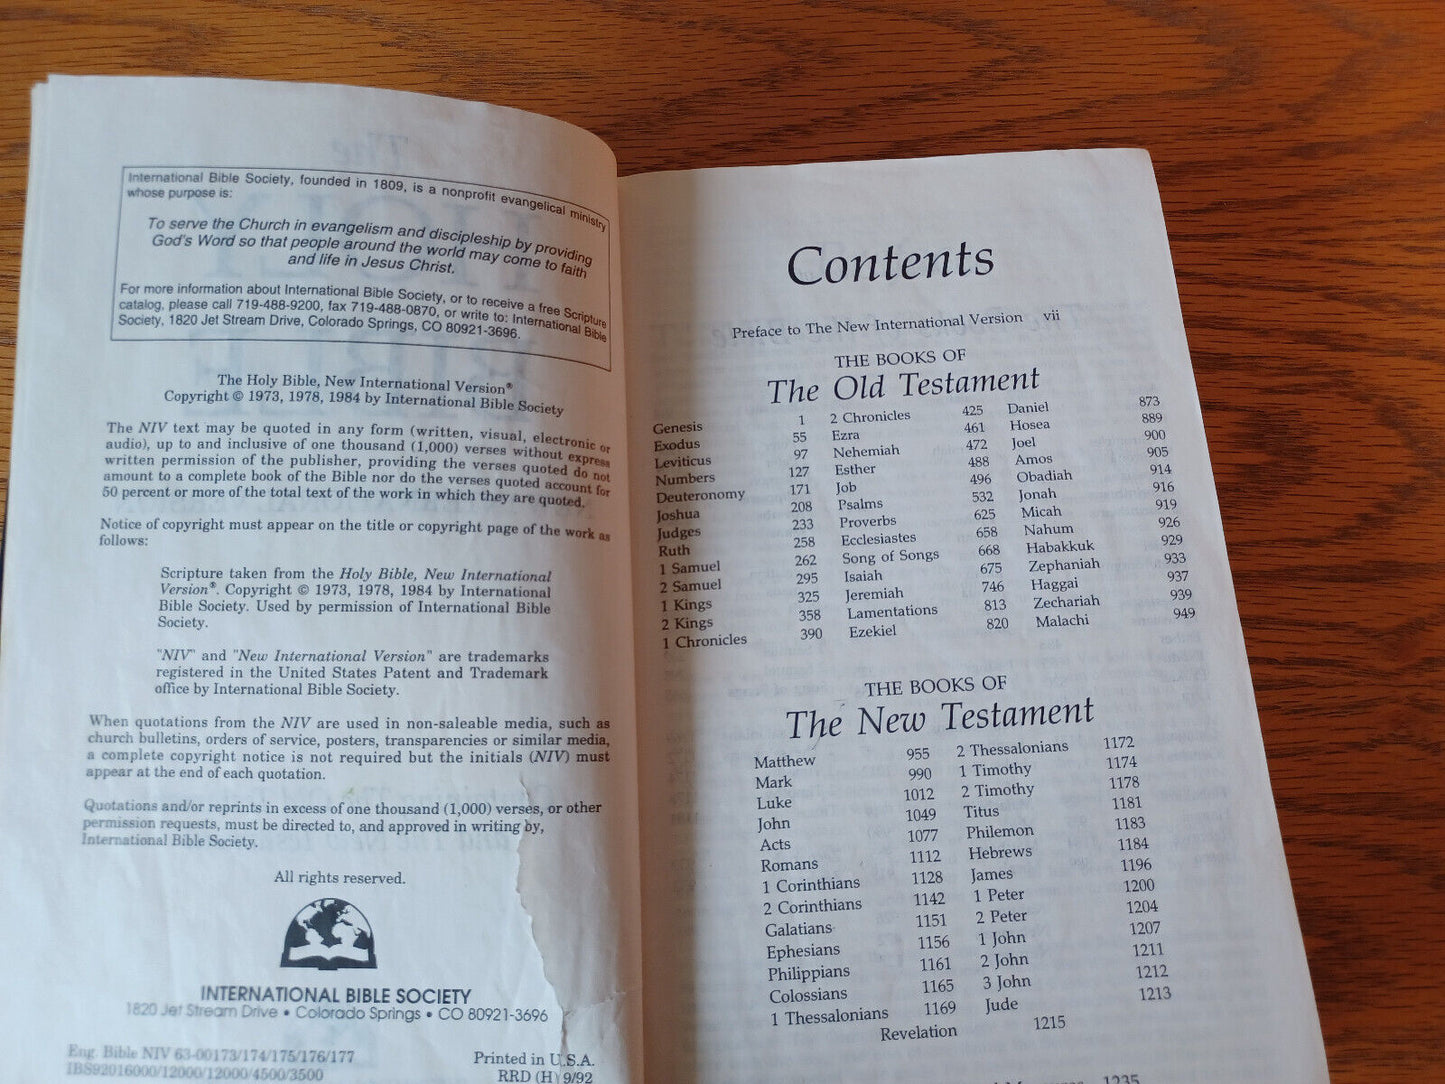 International Bible Society, founded in 1809, is a nonprofit evangelical ministry
whose purpose is:
To serve the Church in evangelism and discipleship by providing
God's Word so that people around the world may come to faith
and life in Jesus Christ.
For more information about International Bible Society, or to receive a free Scripture
catalog, please call 719-488-9200, fax 719-488-0870, or write to: International Bible
Society, 1820 Jet Stream Drive, Colorado Springs, CO 80921-3696.
The Holy Bible, New International Version®
Copyright © 1973, 1978, 1984 by International Bible Society
The NIV text may be quoted in any form (written, visual, electronic or
audio), up to and inclusive of one thousand (1,000) verses without express
written permission of the publisher, providing the verses quoted do not
amount to a complete book of the Bible nor do the verses quoted account for
50 percent or more of the total text of the work in which they are quoted.
Notice of copyright must appear on the title or copyright page of the work as
follows:
Scripture taken from the Holy Bible, New International
Version®. Copyright © 1973, 1978, 1984 by International
Bible Society. Used by permission of International Bible
Society.
"NIV" and "New International Version" are trademarks
registered in the United States Patent and Trademark
office by International Bible Society.
When quotations from the NIV are used in non-saleable media, such as
church bulletins, orders of service, posters, transparencies or similar media,
a complete copyright notice is not required but the initials (NIV) must
appear at the end of each quotation.
Quotations and/or reprints in excess of one thousand (1,000) verses, or other
permission requests, must be directed to, and approved in writing by,
International Bible Society.
All rights reserved.
INTERNATIONAL BIBLE SOCIETY
1820 Jet Stream Drive • Colorado Springs • CO 80921-3696
Eng. Bible NIV 63-00173/174/175/176/177
IBS92016000/12000/12000/4500/3500
Printed in U.S.A.
RRD (H) 9/92
Contents
Preface to The New International Version vii
THE BOOKS OF
The Old Testament
Genesis 1
Exodus 55
Leviticus 97
Numbers 127
Deuteronomy 171
Joshua 208
Judges 233
Ruth 258
1 Samuel 262
2 Samuel 295
1 Kings 325
2 Kings 358
1 Chronicles 390
2 Chronicles 425
Ezra 461
Nehemiah 472
Esther 488
Job 496
Psalms 532
Proverbs 625
Ecclesiastes 658
Song of Songs 668
Isaiah 675
Jeremiah 746
Lamentations 813
Ezekiel 820
Daniel 873
Hosea 889
Joel 900
Amos 905
Obadiah 914
Jonah 916
Micah 919
Nahum 926
Habakkuk 929
Zephaniah 933
Haggai 937
Zechariah 939
Malachi 949
THE BOOKS OF
The New Testament
Matthew 955
Mark 990
Luke 1012
John 1049
Acts 1077
Romans 1112
1 Corinthians 1128
2 Corinthians 1142
Galatians 1151
Ephesians 1156
Philippians 1161
Colossians 1165
1 Thessalonians 1169
2 Thessalonians 1172
1 Timothy 1174
2 Timothy 1178
Titus 1181
Philemon 1183
Hebrews 1184
James 1196
1 Peter 1200
2 Peter 1204
1 John 1207
2 John 1211
3 John 1212
Jude 1213
Revelation 1215
1235